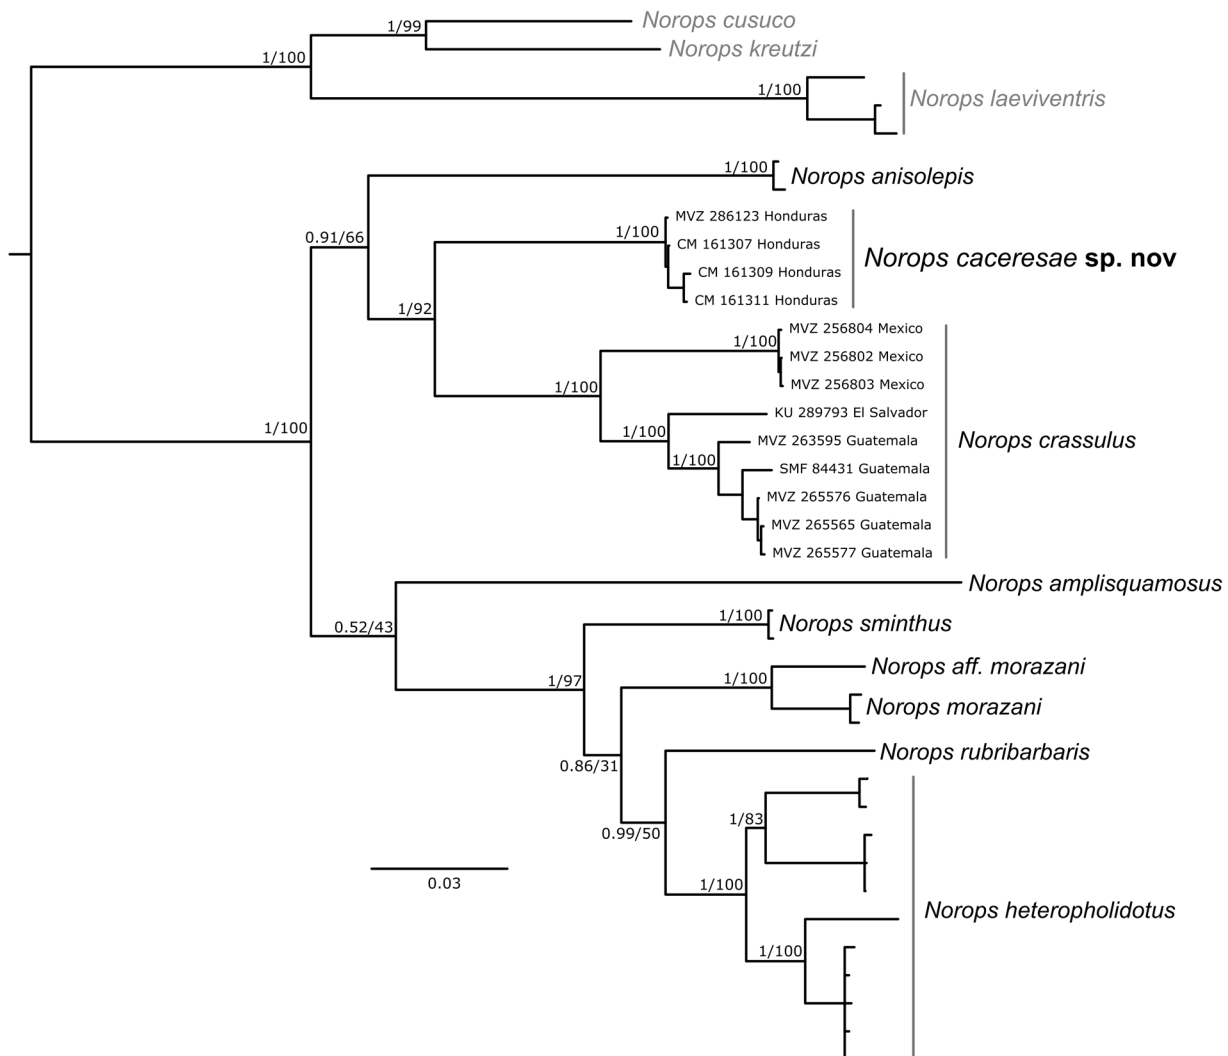 1/99
Norops cusuco
Norops kreutzi
1/100
1/100
Norops laeviventris
1/100
Norops anisolepis
0.91/66
1/100
MVZ 286123 Honduras
CM 161307 Honduras
CM 161309 Honduras
CM 161311 Honduras
Norops caceresae sp. nov
1/92
1/100
MVZ 256804 Mexico
MVZ 256802 Mexico
MVZ 256803 Mexico
1/100
KU 289793 El Salvador
1/100
MVZ 263595 Guatemala
1/100
SMF 84431 Guatemala
MVZ 265576 Guatemala
MVZ 265565 Guatemala
MVZ 265577 Guatemala
Norops crassulus
1/100
Norops amplisquamosus
0.52/43
1/100
Norops sminthus
1/97
1/100
Norops aff. morazani
Norops morazani
0.86/31
Norops rubribarbaris
0.99/50
1/83
1/100
1/100
Norops heteropholidotus
0.03